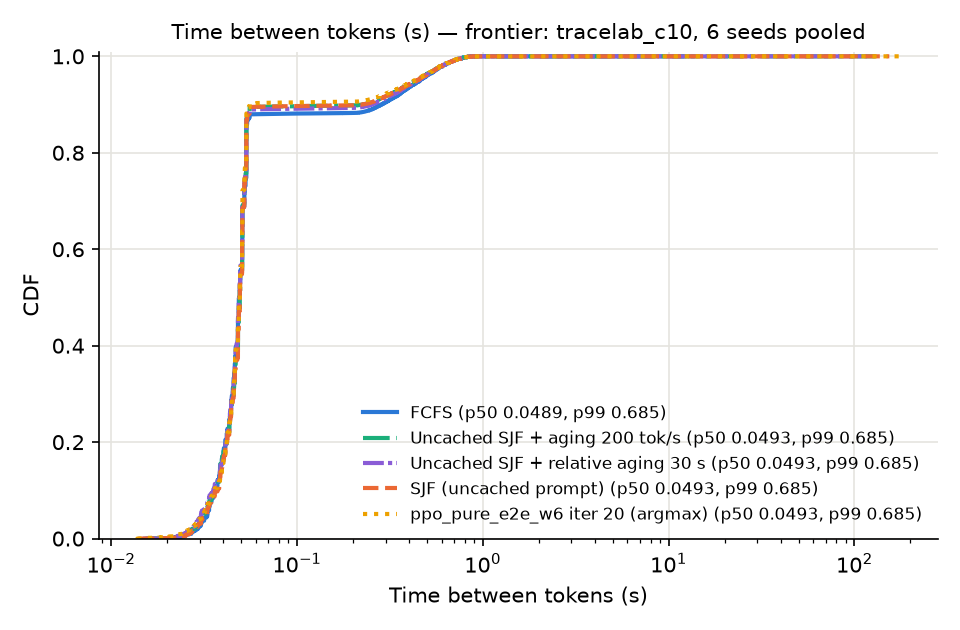 Time between tokens (s) — frontier: tracelab_c10, 6 seeds pooled
1.0
0.8
0.6
0.4
0.2
0.0
CDF
FCFS (p50 0.0489, p99 0.685)
Uncached SJF + aging 200 tok/s (p50 0.0493, p99 0.685)
Uncached SJF + relative aging 30 s (p50 0.0493, p99 0.685)
SJF (uncached prompt) (p50 0.0493, p99 0.685)
ppo_pure_e2e_w6 iter 20 (argmax) (p50 0.0493, p99 0.685)
10⁻² 10⁻¹ 10⁰ 10¹ 10²
Time between tokens (s)